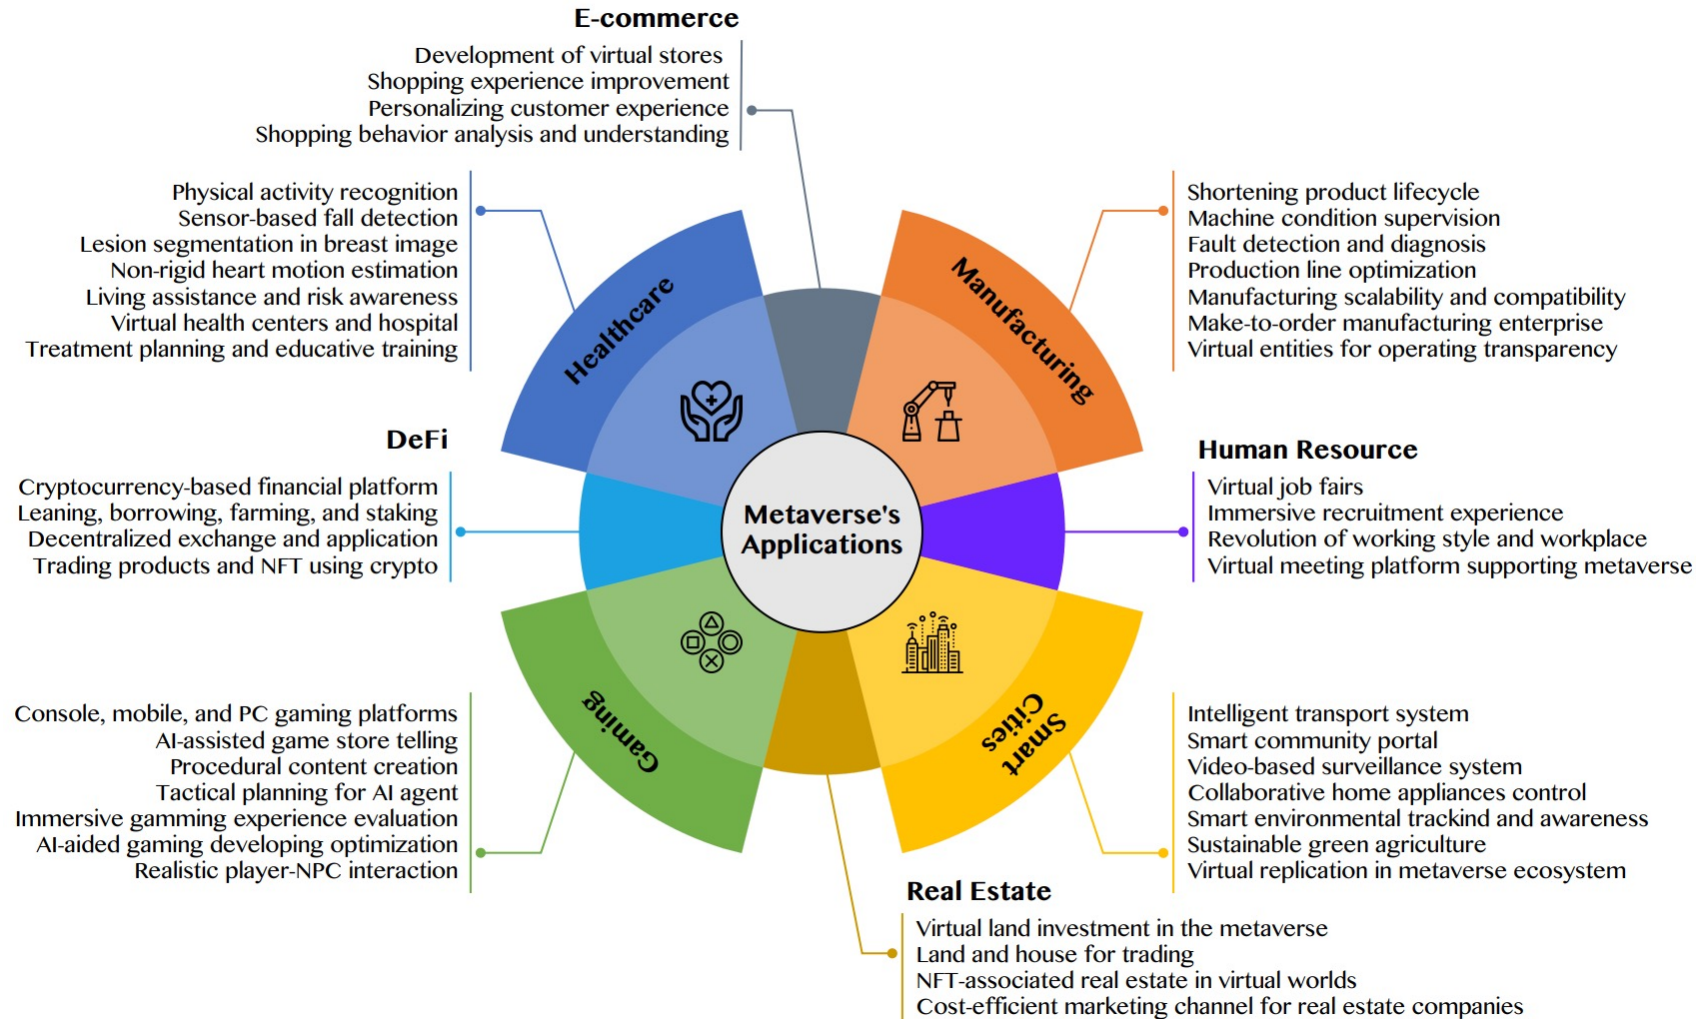 E-commerce
Development of virtual stores
Shopping experience improvement
Personalizing customer experience
Shopping behavior analysis and understanding
Physical activity recognition
Sensor-based fall detection
Lesion segmentation in breast image
Non-rigid heart motion estimation
Living assistance and risk awareness
Virtual health centers and hospital
Treatment planning and educative training
Healthcare
Manufacturing
Shortening product lifecycle
Machine condition supervision
Fault detection and diagnosis
Production line optimization
Manufacturing scalability and compatibility
Make-to-order manufacturing enterprise
Virtual entities for operating transparency
DeFi
Cryptocurrency-based financial platform
Leaning, borrowing, farming, and staking
Decentralized exchange and application
Trading products and NFT using crypto
Metaverse's
Applications
Human Resource
Virtual job fairs
Immersive recruitment experience
Revolution of working style and workplace
Virtual meeting platform supporting metaverse
Console, mobile, and PC gaming platforms
AI-assisted game store telling
Procedural content creation
Tactical planning for AI agent
Immersive gamming experience evaluation
AI-aided gaming developing optimization
Realistic player-NPC interaction
Gaming
Smart
Cities
Intelligent transport system
Smart community portal
Video-based surveillance system
Collaborative home appliances control
Smart environmental trackind and awareness
Sustainable green agriculture
Virtual replication in metaverse ecosystem
Real Estate
Virtual land investment in the metaverse
Land and house for trading
NFT-associated real estate in virtual worlds
Cost-efficient marketing channel for real estate companies